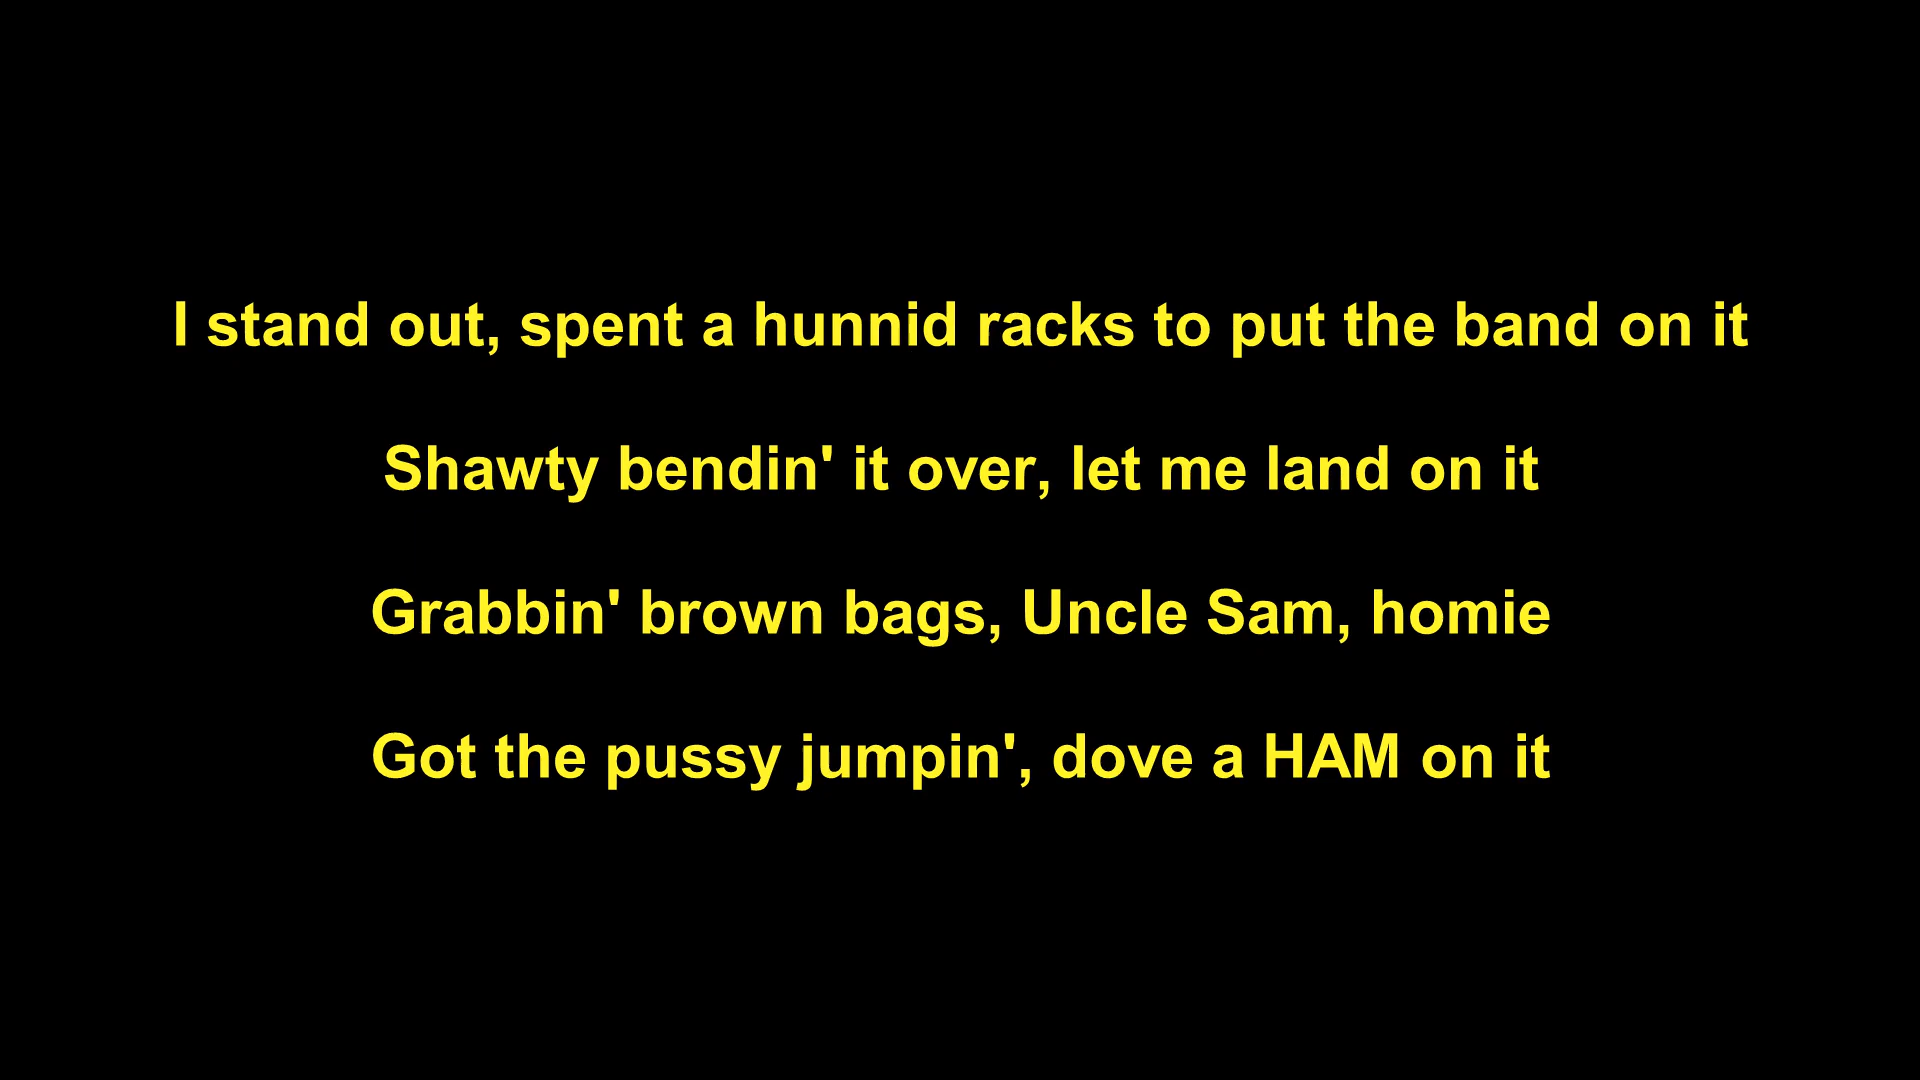 I stand out, spent a hunnid racks to put the band on it
Shawty bendin' it over, let me land on it
Grabbin' brown bags, Uncle Sam, homie
Got the pussy jumpin', dove a HAM on it